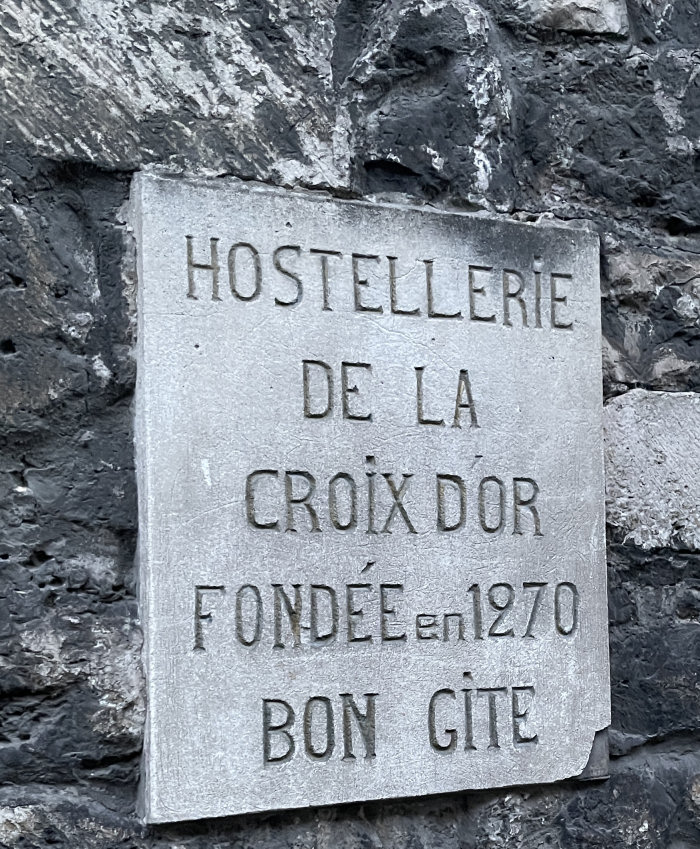 HOSTELLERIE
DE LA
CROIX D'OR
FONDÉE en 1270
BON GITE